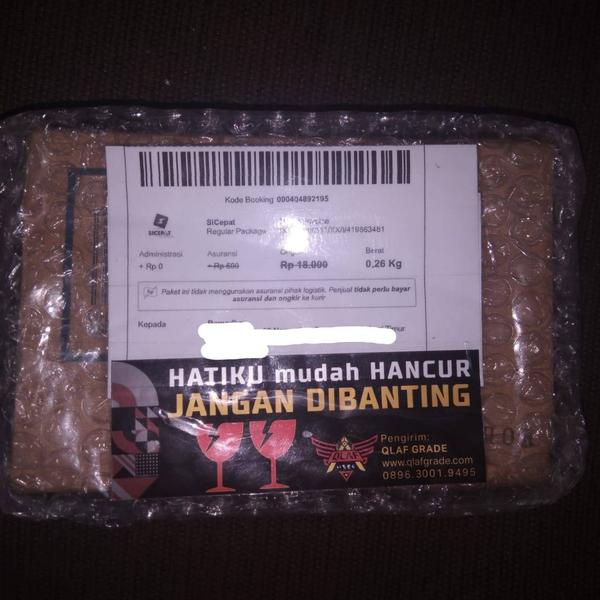 Kode Booking 000404892195
SICEPAT
SiCepat
Regular Package
Administrasi
+ Rp 0
Asuransi
+ Rp 600
Rp 18.000
Berat
0,26 Kg
Paket ini tidak menggunakan asuransi pihak logistik. Penjual tidak perlu bayar
asuransi dan ongkir ke kurir
Kepada
Timur
HATIKU mudah HANCUR
JANGAN DIBANTING
QLAF
Pengirim:
QLAF GRADE
www.qlafgrade.com
0896.3001.9495